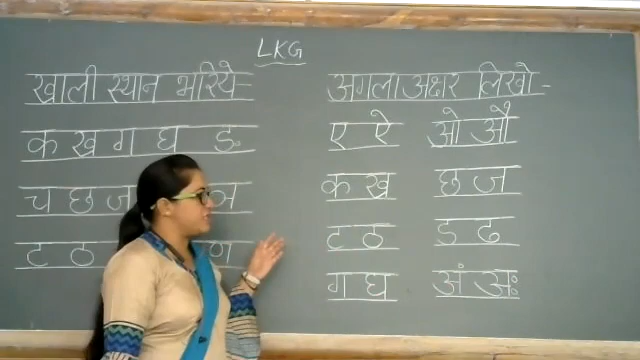 LKG
खाली स्थान भरिये-
क ख ग घ ङ
च छ ज ञ
ट ठ ण
अगला अक्षर लिखो-
ए ऐ ओ औ
क ख छ ज
ट ठ ड ढ
ग घ अं अः